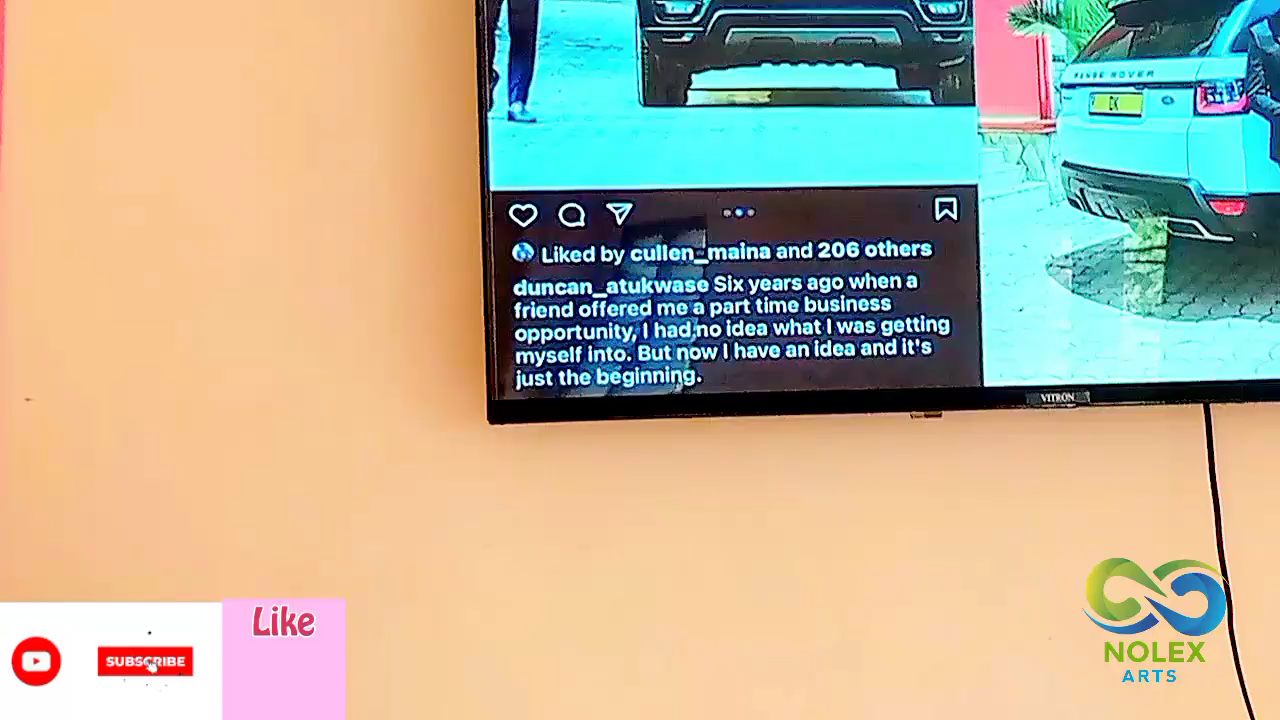 RANGE ROVER
DK
Liked by cullen_maina and 206 others
duncan_atukwase Six years ago when a
friend offered me a part time business
opportunity, I had no idea what I was getting
myself into. But now I have an idea and it's
just the beginning.
VITRON
Like
SUBSCRIBE
NOLEX
ARTS